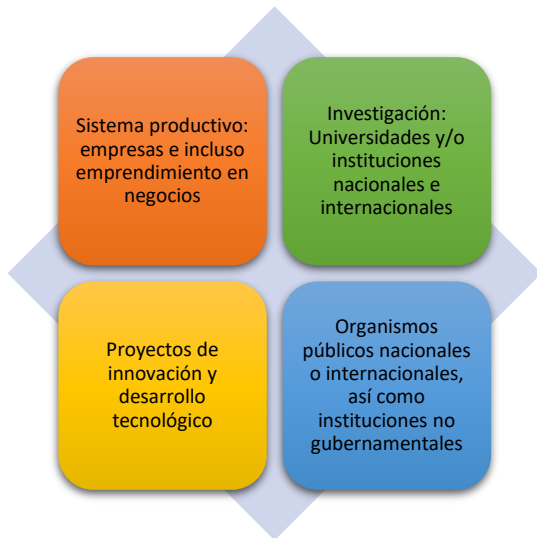 Sistema productivo:
empresas e incluso
emprendimiento en
negocios
Investigación:
Universidades y/o
instituciones
nacionales e
internacionales
Proyectos de
innovación y
desarrollo
tecnológico
Organismos
públicos nacionales
o internacionales,
así como
instituciones no
gubernamentales